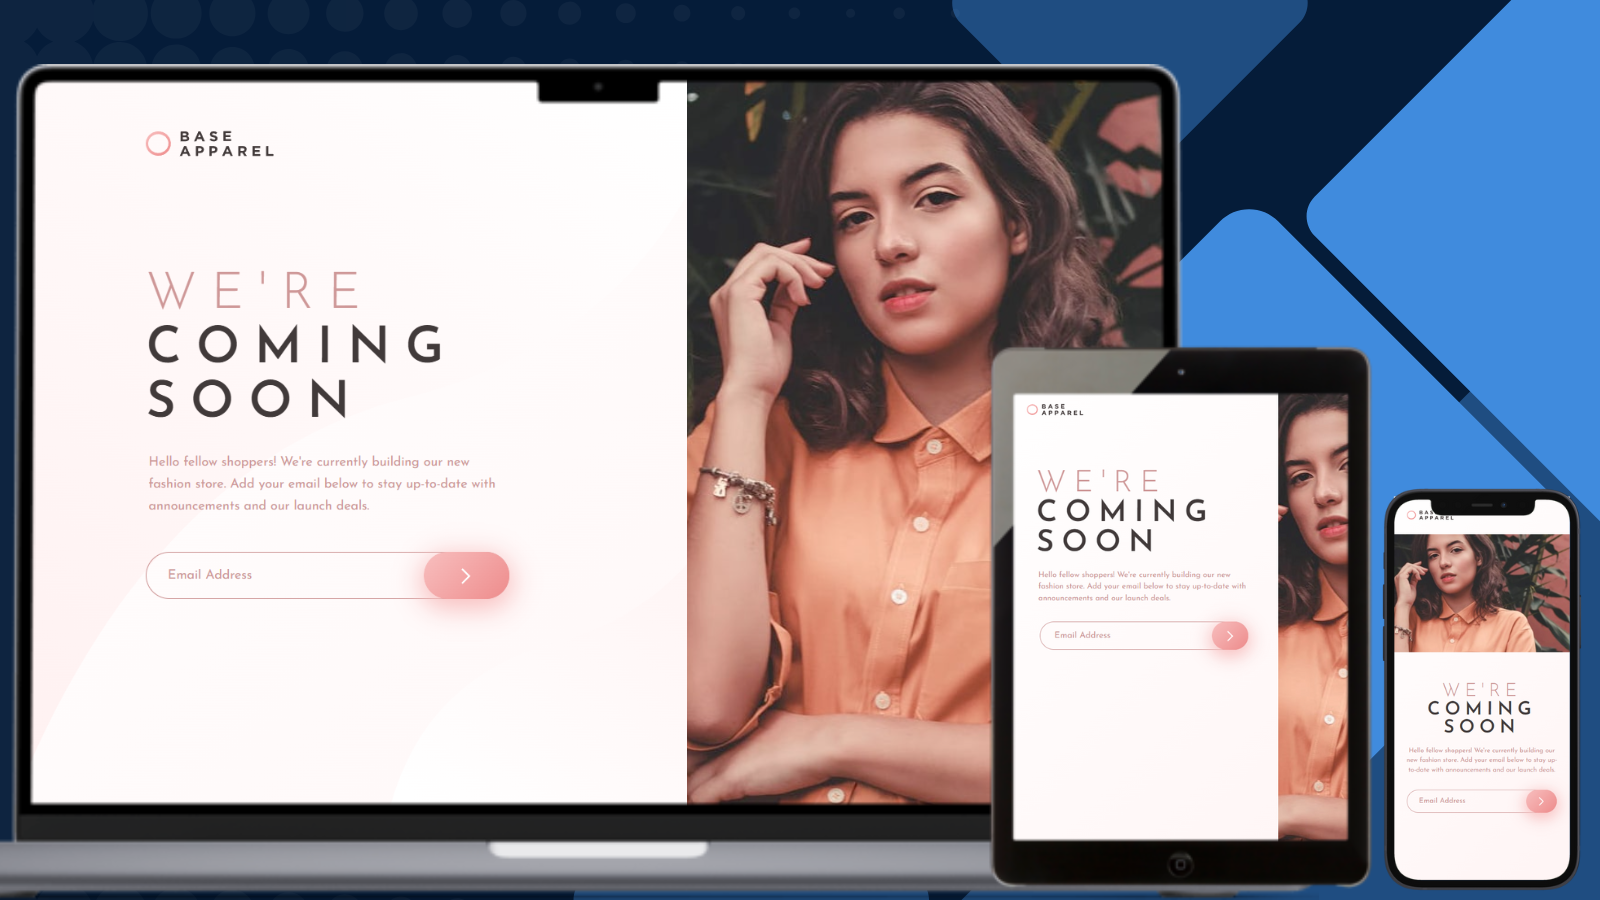 BASE
APPAREL
WE'RE
COMING
SOON
Hello fellow shoppers! We're currently building our new
fashion store. Add your email below to stay up-to-date with
announcements and our launch deals.
Email Address
BASE
APPAREL
WE'RE
COMING
SOON
Hello fellow shoppers! We're currently building our new
fashion store. Add your email below to stay up-to-date with
announcements and our launch deals.
Email Address
APPAREL
WE'RE
COMING
SOON
Hello fellow shoppers! We're currently building our
new fashion store. Add your email below to stay up-
to-date with announcements and our launch deals.
Email Address